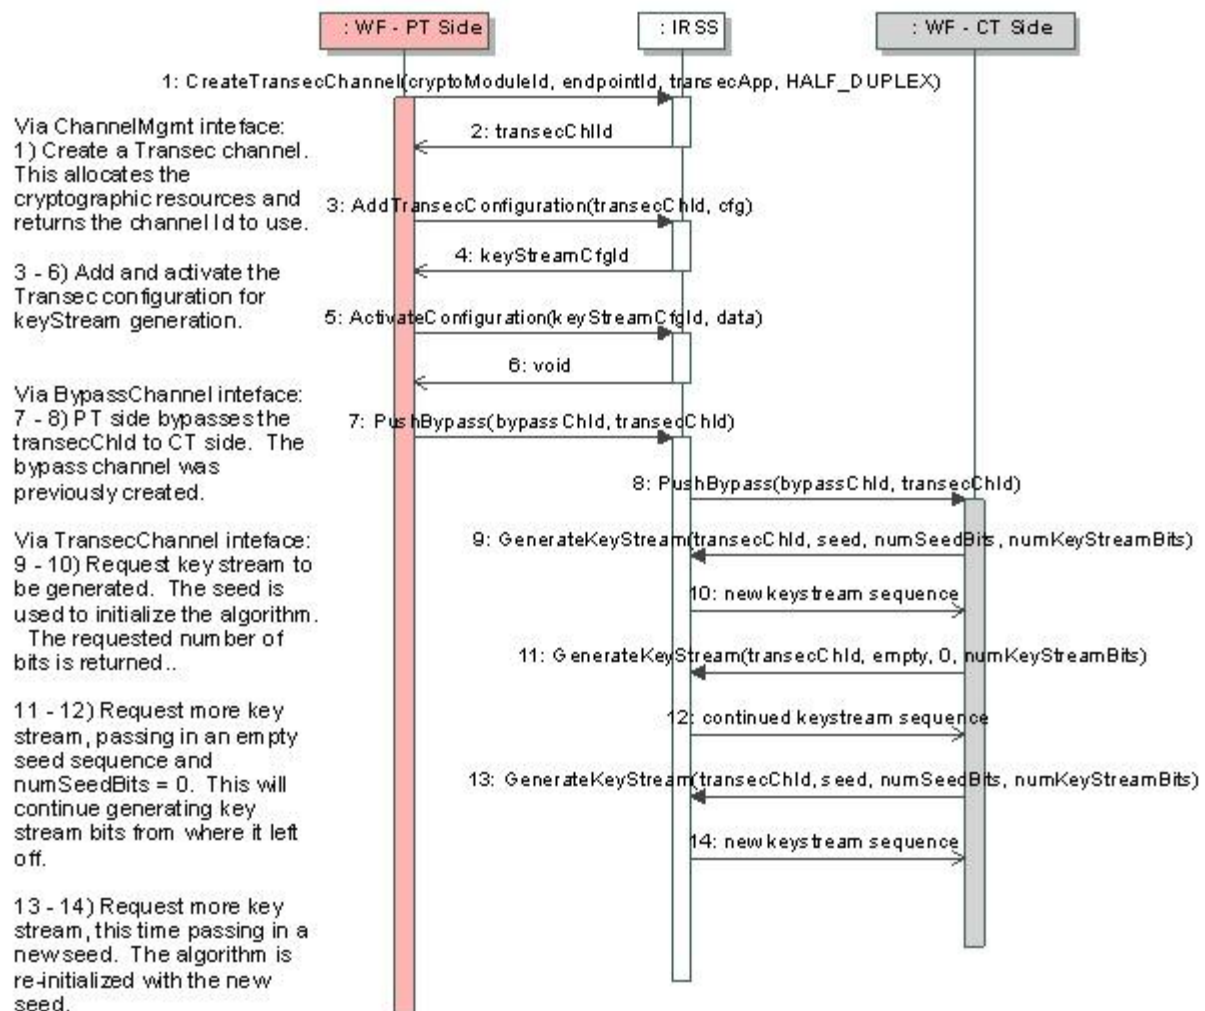 : WF - PT Side
: IRSS
: WF - CT Side
1: CreateTransecChannel(cryptoModuleId, endpointId, transecApp, HALF_DUPLEX)
Via ChannelMgmt inteface:
1) Create a Transec channel.
This allocates the
cryptographic resources and
returns the channel Id to use.
2: transecChIId
3: AddTransecConfiguration(transecChId, cfg)
4: keyStreamCfgId
3 - 6) Add and activate the
Transec configuration for
keyStream generation.
5: ActivateConfiguration(keyStreamCfgId, data)
6: void
Via BypassChannel inteface:
7 - 8) PT side bypasses the
transecChId to CT side. The
bypass channel was
previously created.
7: PushBypass(bypassChId, transecChId)
8: PushBypass(bypassChId, transecChId)
Via TransecChannel inteface:
9 - 10) Request key stream to
be generated. The seed is
used to initialize the algorithm.
The requested number of
bits is returned..
9: GenerateKeyStream(transecChId, seed, numSeedBits, numKeyStreamBits)
10: new keystream sequence
11: GenerateKeyStream(transecChId, empty, 0, numKeyStreamBits)
11 - 12) Request more key
stream, passing in an empty
seed sequence and
numSeedBits = 0. This will
continue generating key
stream bits from where it left
off.
12: continued keystream sequence
13: GenerateKeyStream(transecChId, seed, numSeedBits, numKeyStreamBits)
14: new keystream sequence
13 - 14) Request more key
stream, this time passing in a
new seed. The algorithm is
re-initialized with the new
seed.